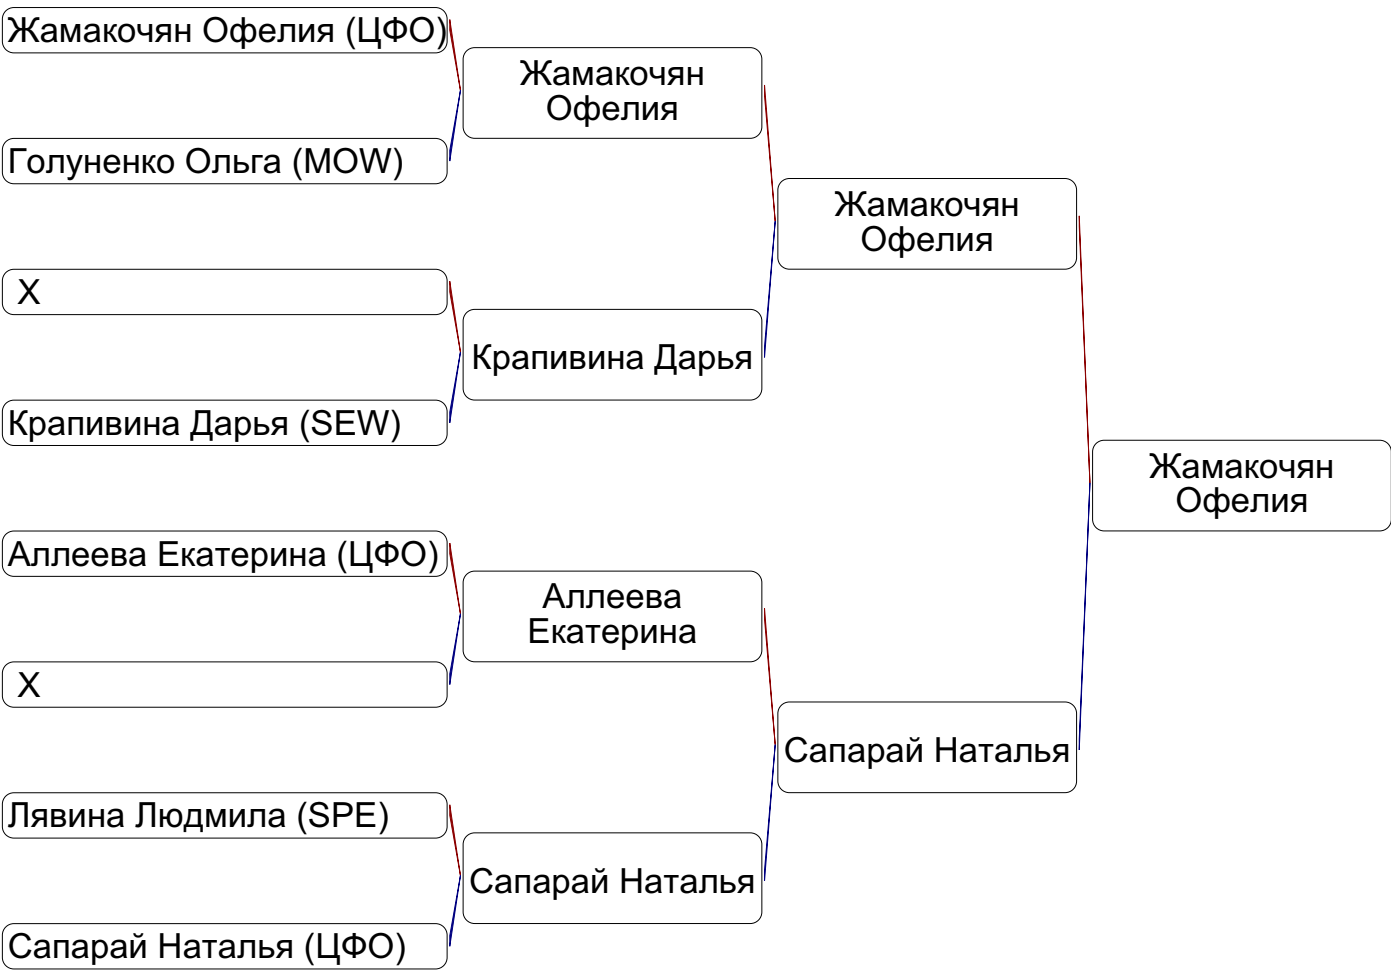 Жамакочян Офелия (ЦФО)
Голуненко Ольга (MOW)
X
Крапивина Дарья (SEW)
Аллеева Екатерина (ЦФО)
X
Лявина Людмила (SPE)
Сапарай Наталья (ЦФО)
Жамакочян
Офелия
Крапивина Дарья
Аллеева
Екатерина
Сапарай Наталья
Жамакочян
Офелия
Сапарай Наталья
Жамакочян
Офелия